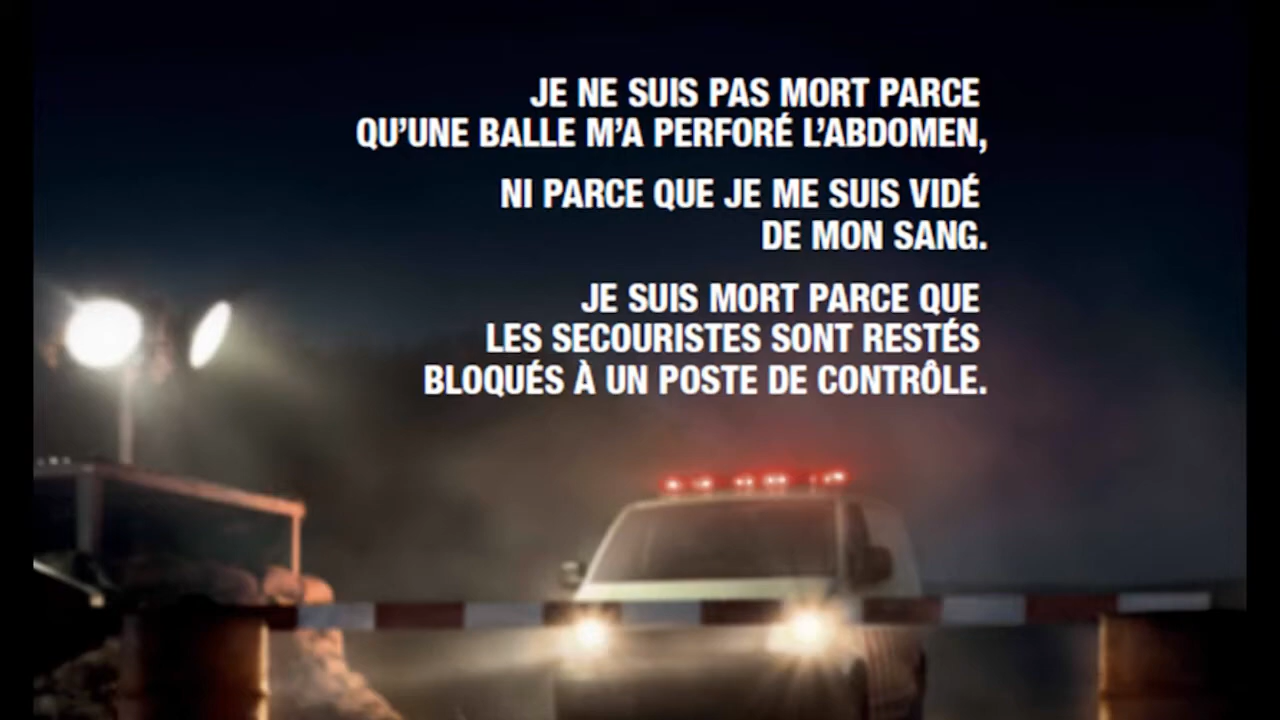 JE NE SUIS PAS MORT PARCE
QU’UNE BALLE M’A PERFORÉ L’ABDOMEN,
NI PARCE QUE JE ME SUIS VIDÉ
DE MON SANG.
JE SUIS MORT PARCE QUE
LES SECOURISTES SONT RESTÉS
BLOQUÉS À UN POSTE DE CONTRÔLE.